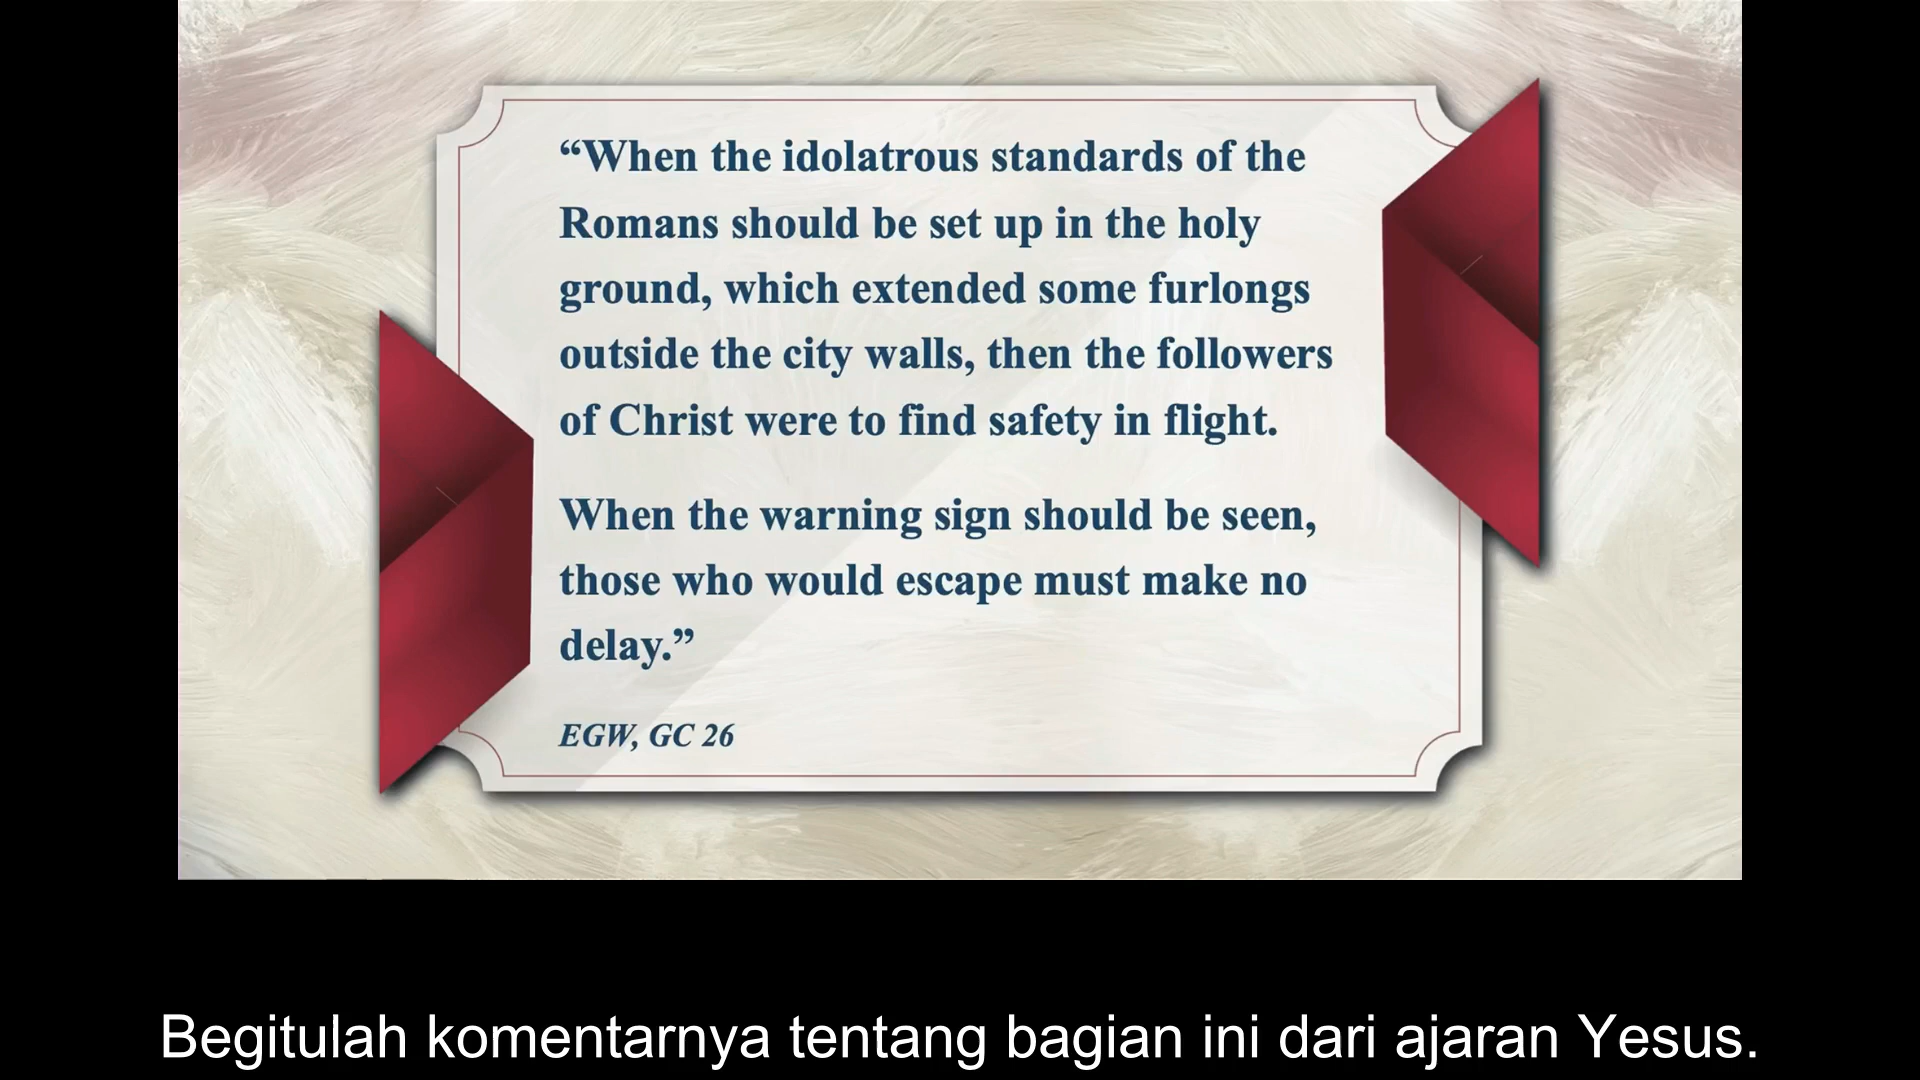 “When the idolatrous standards of the
Romans should be set up in the holy
ground, which extended some furlongs
outside the city walls, then the followers
of Christ were to find safety in flight.
When the warning sign should be seen,
those who would escape must make no
delay.”
EGW, GC 26
Begitulah komentarnya tentang bagian ini dari ajaran Yesus.